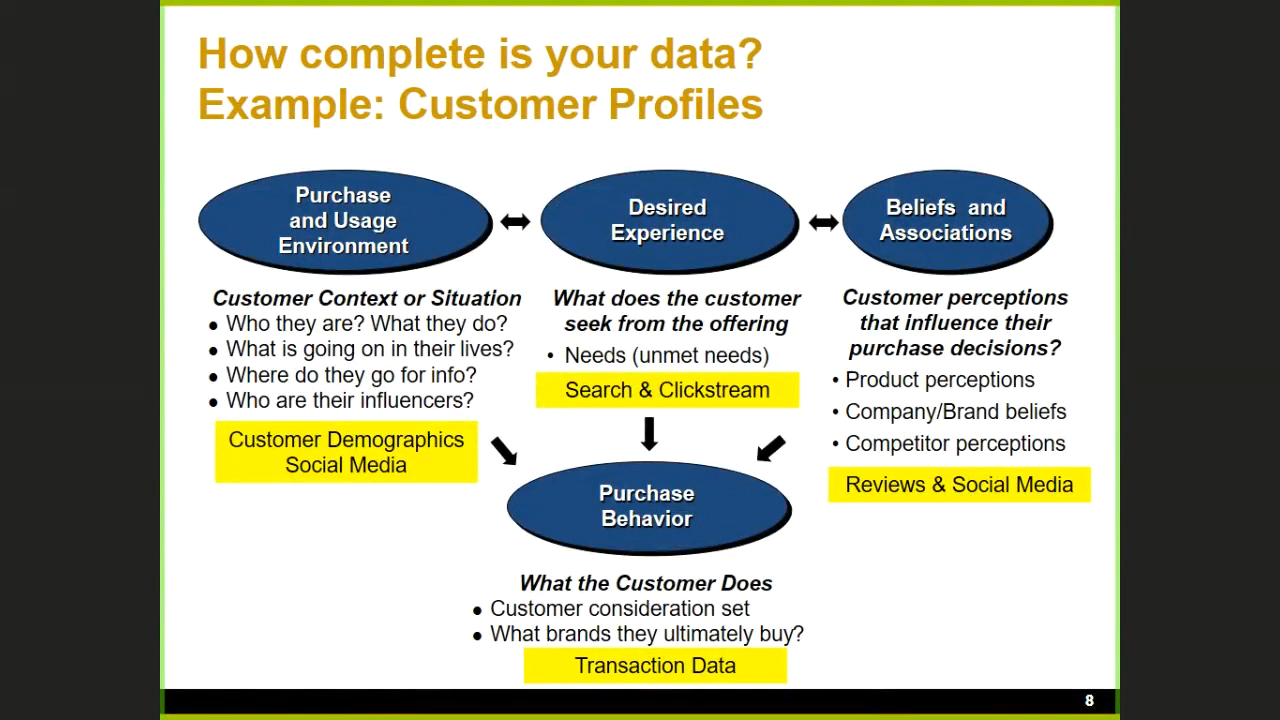 How complete is your data?
Example: Customer Profiles
Purchase
and Usage
Environment
Desired
Experience
Beliefs and
Associations
Customer Context or Situation
● Who they are? What they do?
● What is going on in their lives?
● Where do they go for info?
● Who are their influencers?
Customer Demographics
Social Media
What does the customer
seek from the offering
• Needs (unmet needs)
Search & Clickstream
Customer perceptions
that influence their
purchase decisions?
• Product perceptions
• Company/Brand beliefs
• Competitor perceptions
Reviews & Social Media
Purchase
Behavior
What the Customer Does
● Customer consideration set
● What brands they ultimately buy?
Transaction Data
8